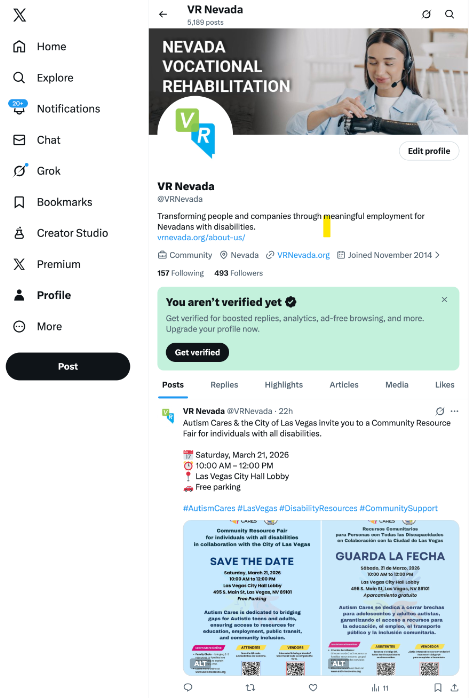 VR Nevada
5,189 posts
Home
Explore
20+
Notifications
Chat
Grok
Bookmarks
Creator Studio
Premium
Profile
More
Post
NEVADA
VOCATIONAL
REHABILITATION
V
R
Edit profile
VR Nevada
@VRNevada
Transforming people and companies through meaningful employment for
Nevadans with disabilities.
vrnevada.org/about-us/
Community Nevada VRNevada.org Joined November 2014
157 Following 493 Followers
You aren't verified yet
Get verified for boosted replies, analytics, ad-free browsing, and more.
Upgrade your profile now.
Get verified
Posts Replies Highlights Articles Media Likes
VR Nevada @VRNevada · 22h
Autism Cares & the City of Las Vegas invite you to a Community Resource
Fair for individuals with all disabilities.
Saturday, March 21, 2026
10:00 AM – 12:00 PM
Las Vegas City Hall Lobby
Free parking
#AutismCares #LasVegas #DisabilityResources #CommunitySupport
CARES
Community Resource Fair
for individuals with all disabilities
in collaboration with the City of Las Vegas
SAVE THE DATE
Saturday, March 21, 2026
10:00 AM to 12:00 PM
Las Vegas City Hall Lobby
495 S. Main St, Las Vegas, NV 89101
Free Parking
Autism Cares is dedicated to bridging
gaps for Autistic teens and adults,
ensuring access to resources for
education, employment, public transit,
and community inclusion.
ATTENDEES
VENDORS
ALT
CARES
Recursos Comunitarios
para Personas con Todas las Discapacidades
en Colaboración con la Ciudad de Las Vegas
GUARDA LA FECHA
Sábado, 21 de Marzo, 2026
10:00 AM to 12:00 PM
Las Vegas City Hall Lobby
495 S. Main St, Las Vegas, NV 89101
Aparcamiento gratuito
Autism Cares se dedica a cerrar brechas
para adolescentes y adultos autistas,
garantizando el acceso a recursos para
la educación, el empleo, el transporte
público y la inclusión comunitaria.
ASISTENTES
VENDEDOR
ALT
11